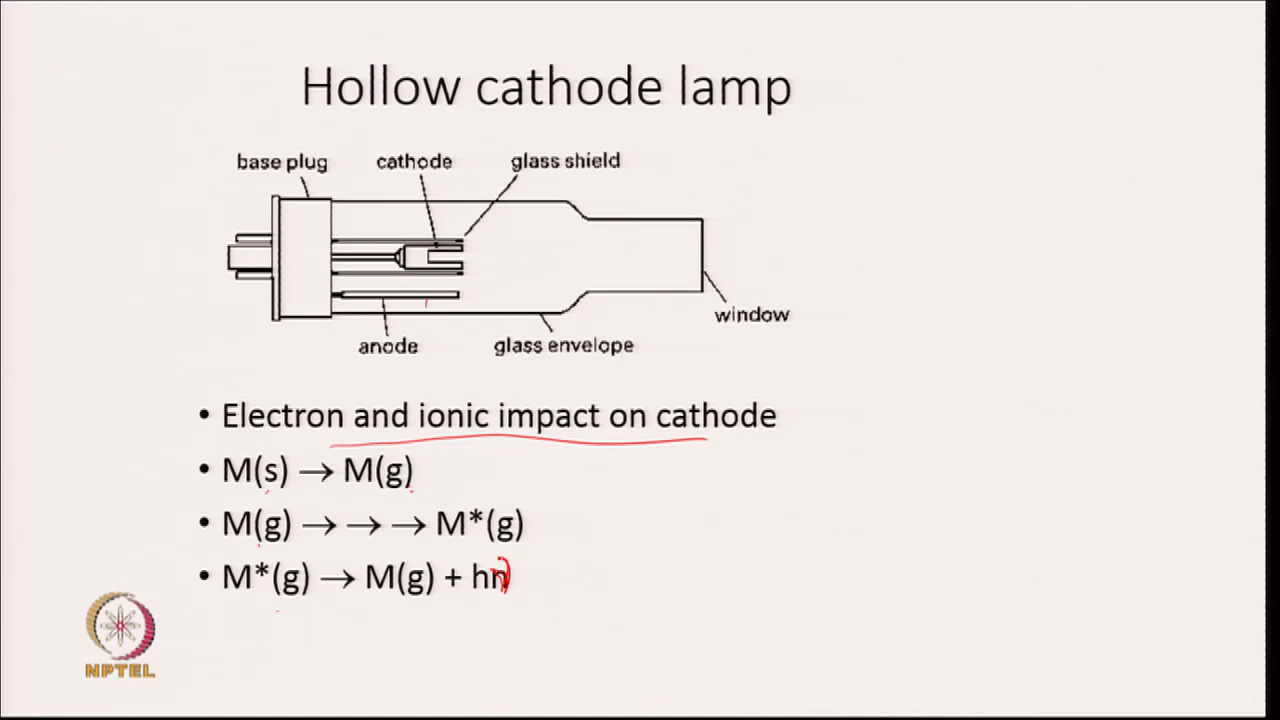 Hollow cathode lamp
base plug cathode glass shield
window
anode glass envelope
• Electron and ionic impact on cathode
• M(s) → M(g)
• M(g) → → → M*(g)
• M*(g) → M(g) + hν
NPTEL